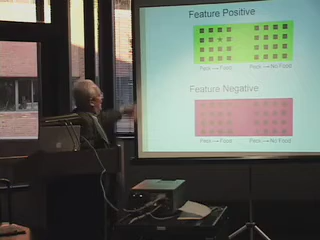 Feature Positive
Peck → Food Peck → No Food
Feature Negative
Peck → Food Peck → No Food